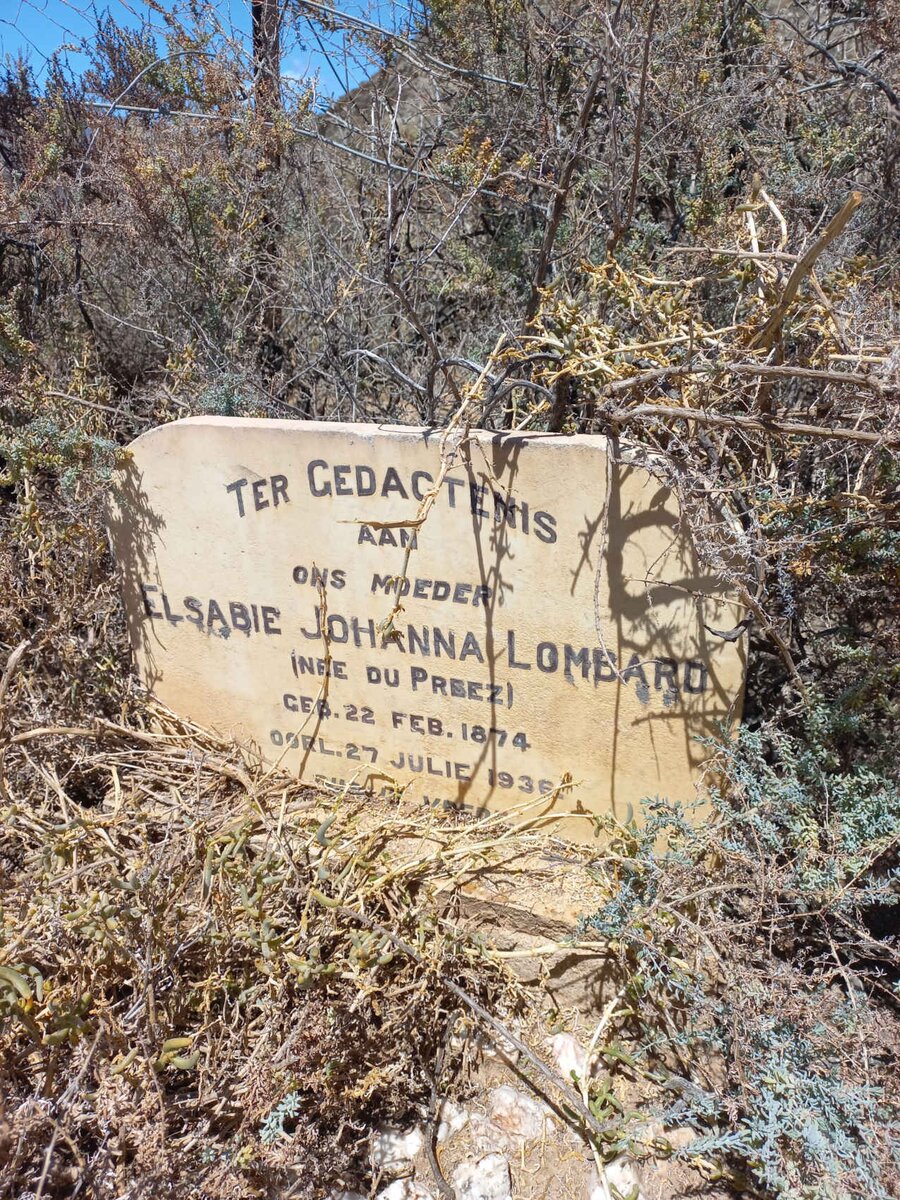 TER GEDACTENIS
AAN
ONS MOEDER
ELSABIE JOHANNA LOMBARD
(NEE DU PREEZ)
GEB. 22 FEB. 1874
OORL. 27 JULIE 1936